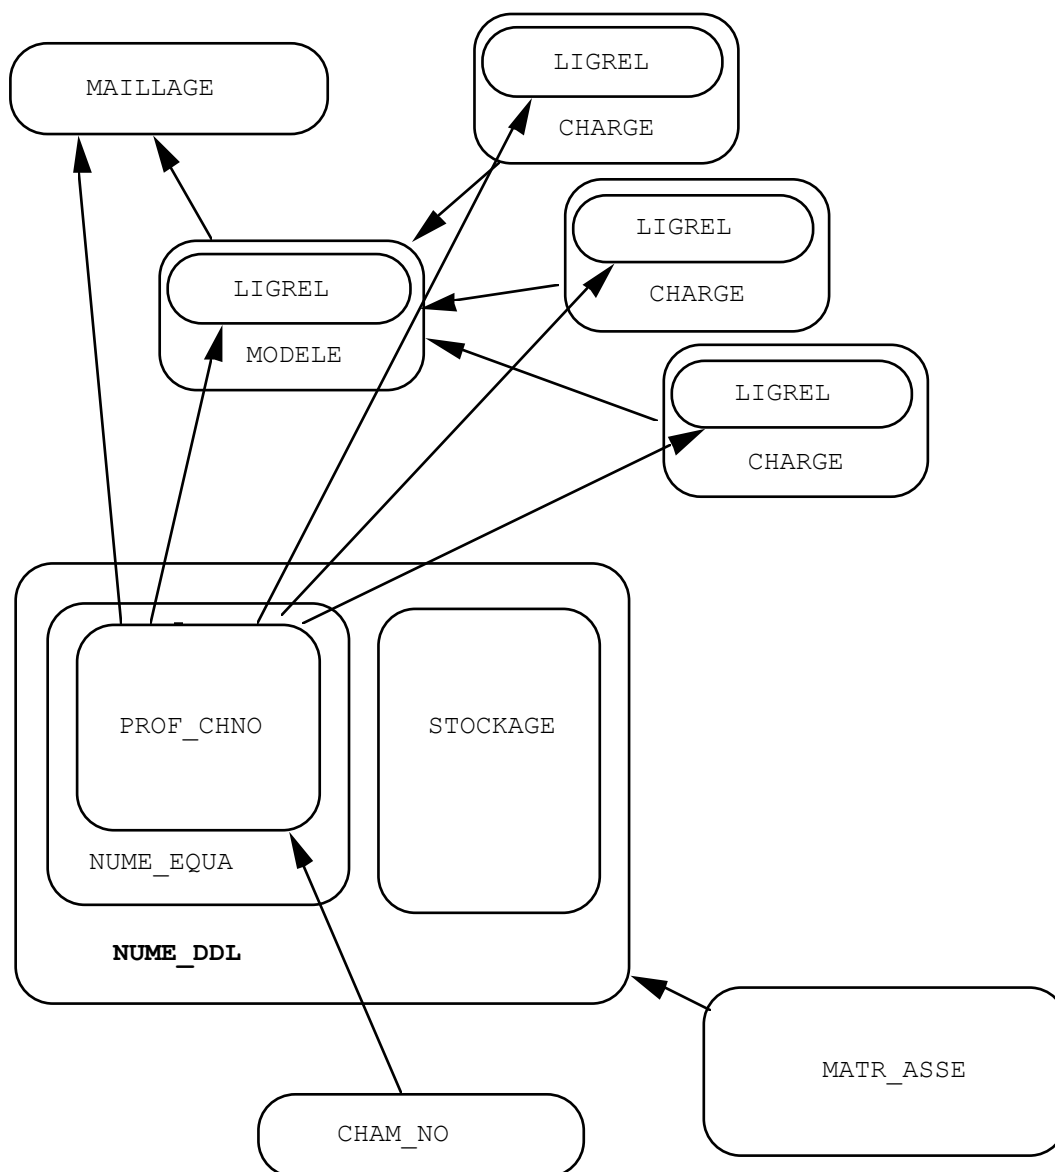 LIGREL
MAILLAGE
CHARGE
LIGREL
LIGREL
CHARGE
MODELE
LIGREL
CHARGE
PROF_CHNO
STOCKAGE
NUME_EQUA
NUME_DDL
MATR_ASSE
CHAM_NO